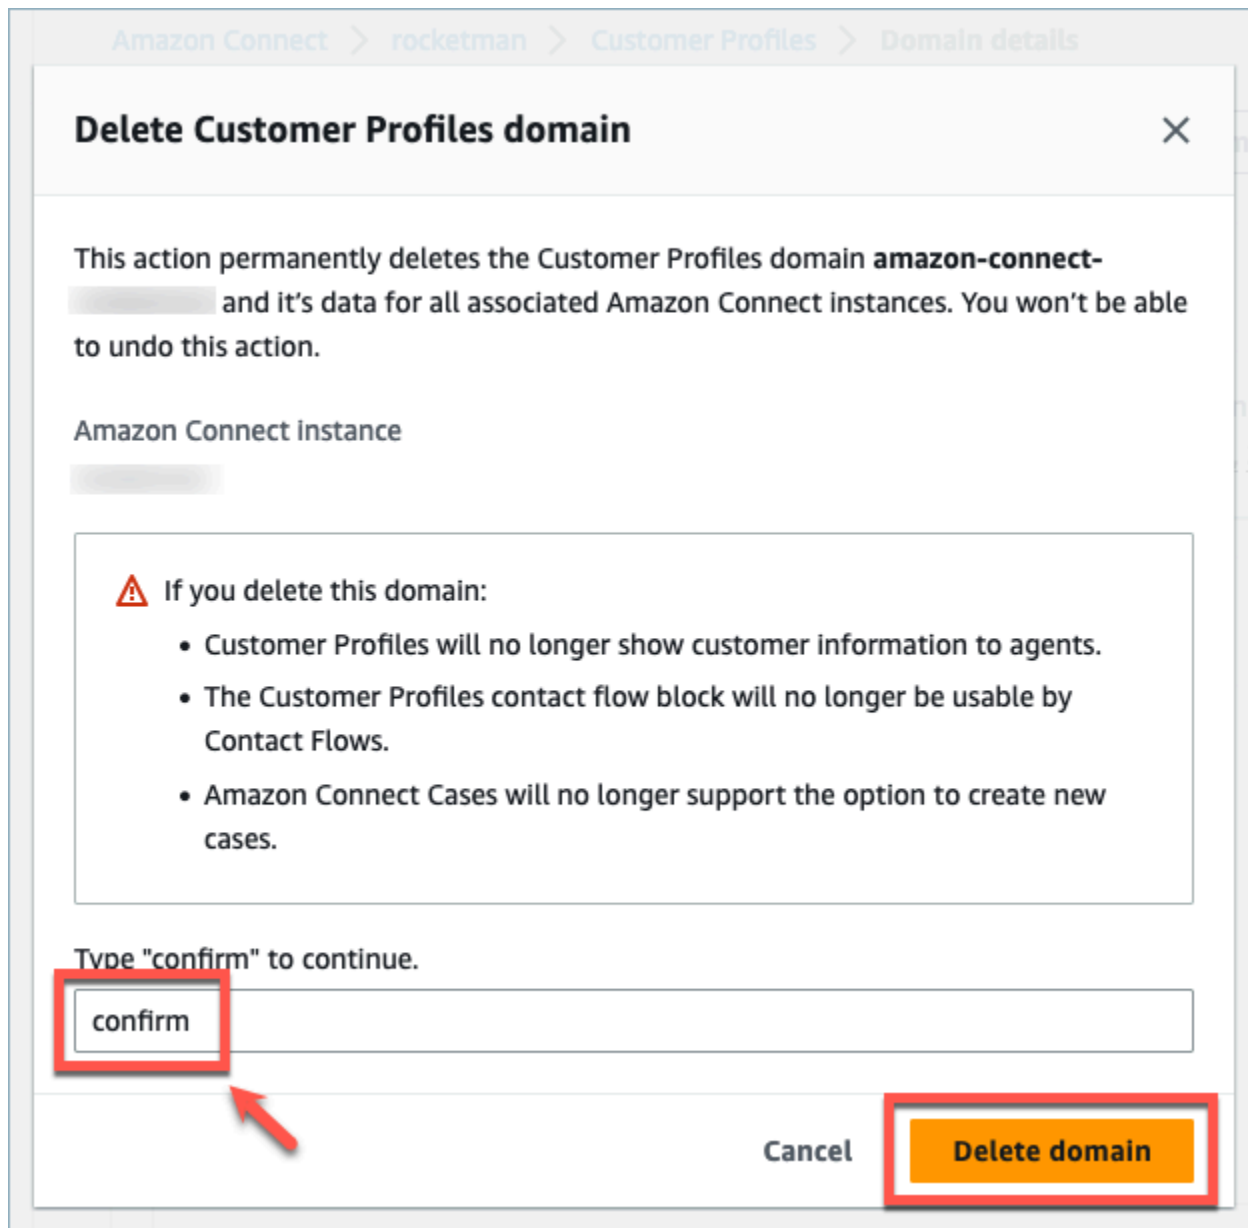 Amazon Connect > rocketman > Customer Profiles > Domain details
Delete Customer Profiles domain
This action permanently deletes the Customer Profiles domain amazon-connect-
and it's data for all associated Amazon Connect instances. You won't be able
to undo this action.
Amazon Connect instance
If you delete this domain:
• Customer Profiles will no longer show customer information to agents.
• The Customer Profiles contact flow block will no longer be usable by
Contact Flows.
• Amazon Connect Cases will no longer support the option to create new
cases.
Type "confirm" to continue.
confirm
Cancel
Delete domain